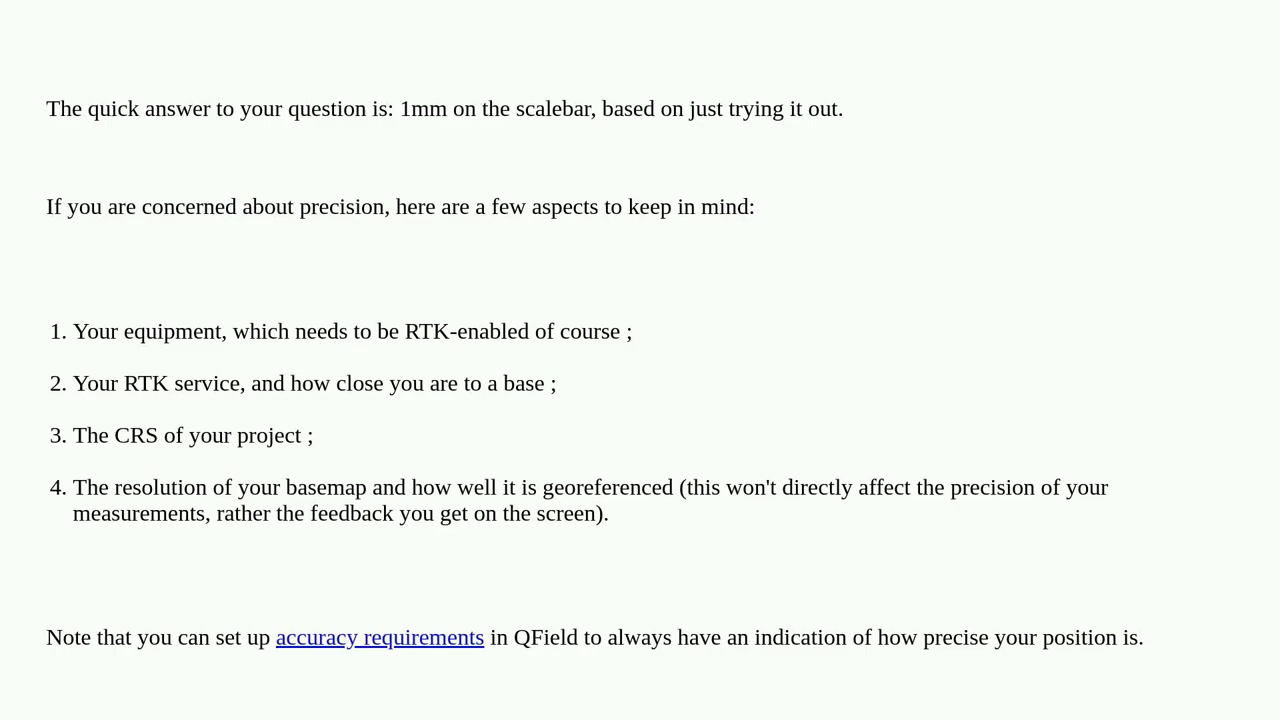 The quick answer to your question is: 1mm on the scalebar, based on just trying it out.
If you are concerned about precision, here are a few aspects to keep in mind:
1. Your equipment, which needs to be RTK-enabled of course ;
2. Your RTK service, and how close you are to a base ;
3. The CRS of your project ;
4. The resolution of your basemap and how well it is georeferenced (this won't directly affect the precision of your
measurements, rather the feedback you get on the screen).
Note that you can set up accuracy requirements in QField to always have an indication of how precise your position is.